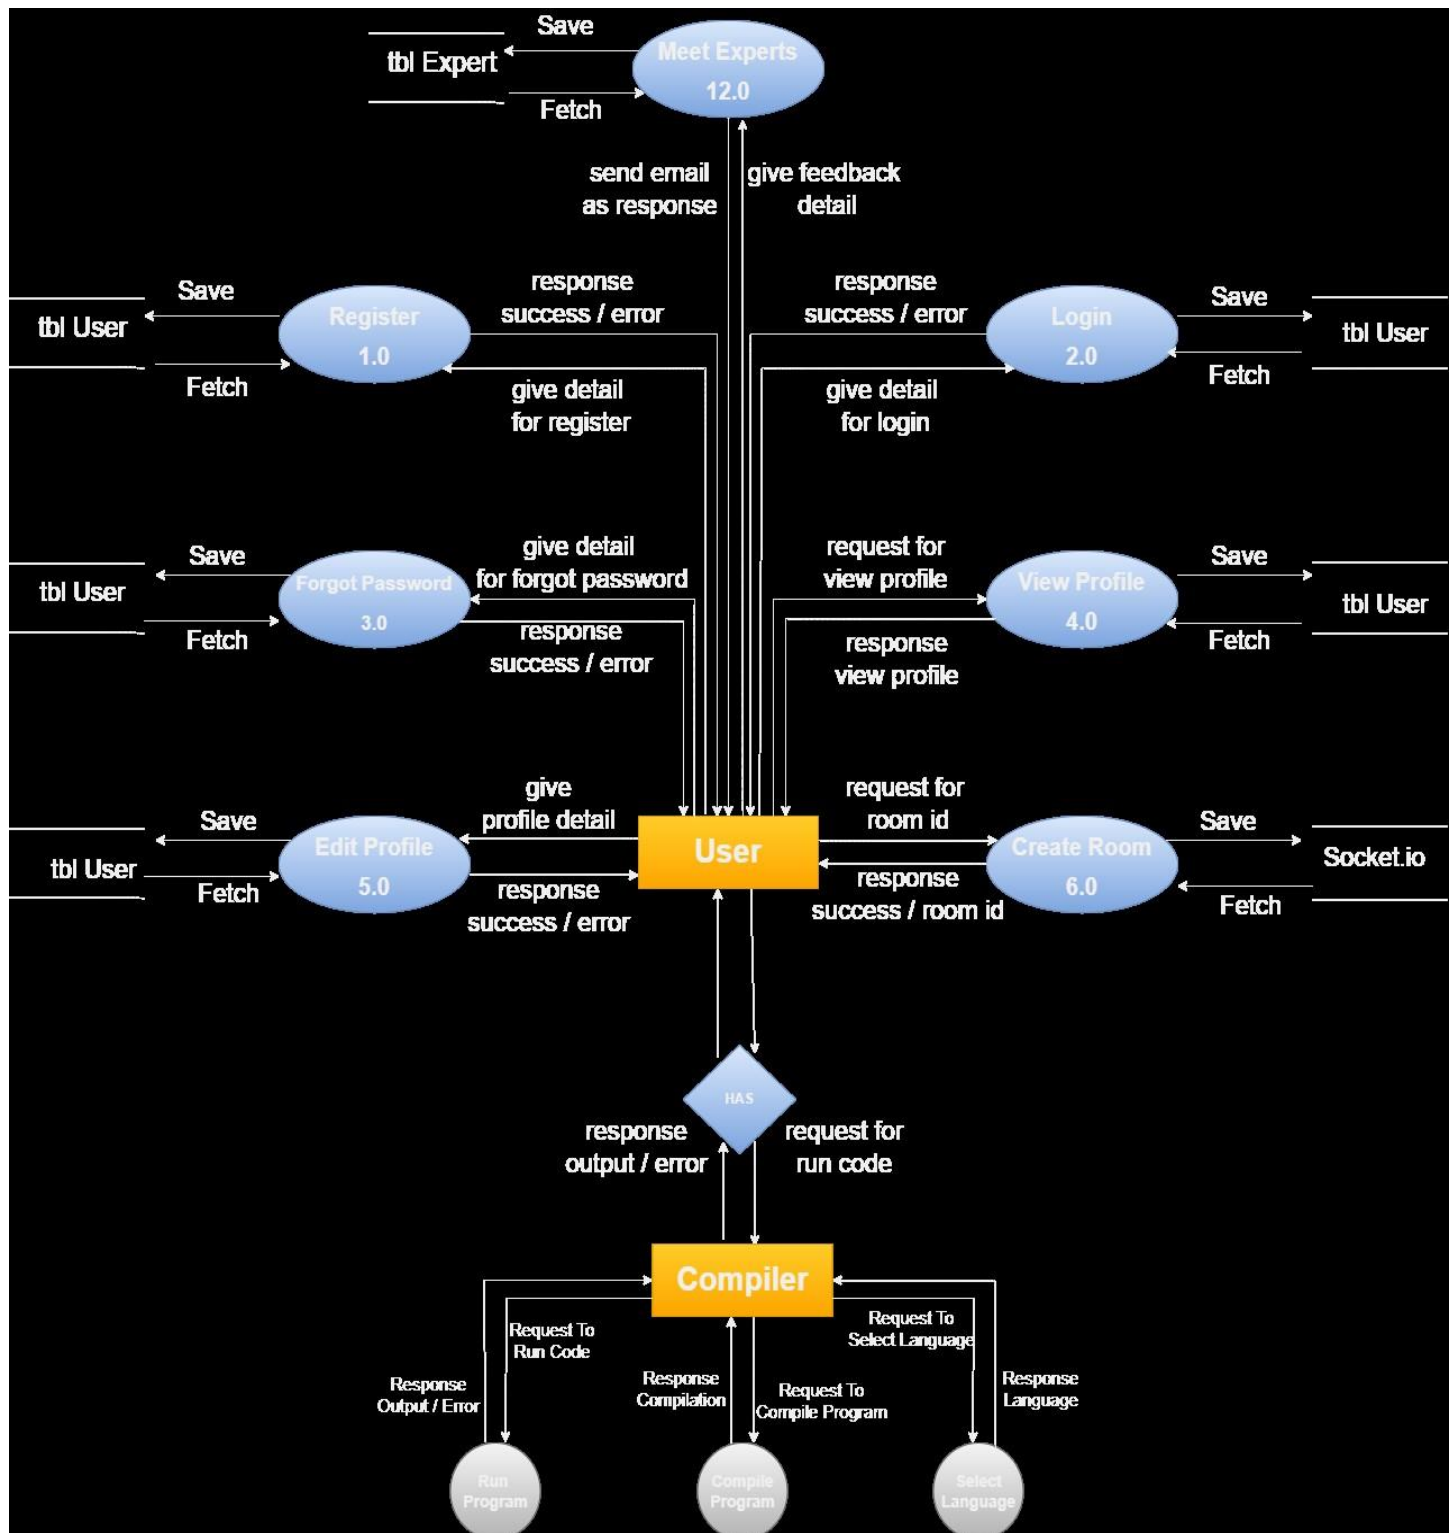 Save
tbl Expert
Fetch
Meet Experts
12.0
send email
as response
give feedback
detail
Save
tbl User
Fetch
Register
1.0
response
success / error
give detail
for register
response
success / error
give detail
for login
Login
2.0
Save
tbl User
Fetch
Save
tbl User
Fetch
Forgot Password
3.0
give detail
for forgot password
response
success / error
request for
view profile
response
view profile
View Profile
4.0
Save
tbl User
Fetch
Save
tbl User
Fetch
Edit Profile
5.0
give
profile detail
response
success / error
User
request for
room id
response
success / room id
Create Room
6.0
Save
Socket.io
Fetch
HAS
response
output / error
request for
run code
Compiler
Request To
Run Code
Response
Output / Error
Response
Compilation
Request To
Compile Program
Request To
Select Language
Response
Language
Run
Program
Compile
Program
Select
Language